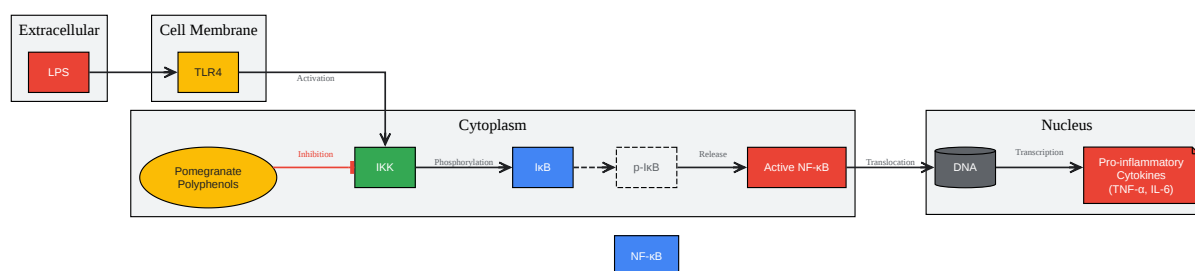 Extracellular
LPS
Cell Membrane
TLR4
Activation
Cytoplasm
Pomegranate
Polyphenols
Inhibition
IKK
Phosphorylation
IκB
p-IκB
Release
Active NF-κB
Translocation
Nucleus
DNA
Transcription
Pro-inflammatory
Cytokines
(TNF-α, IL-6)
NF-κB